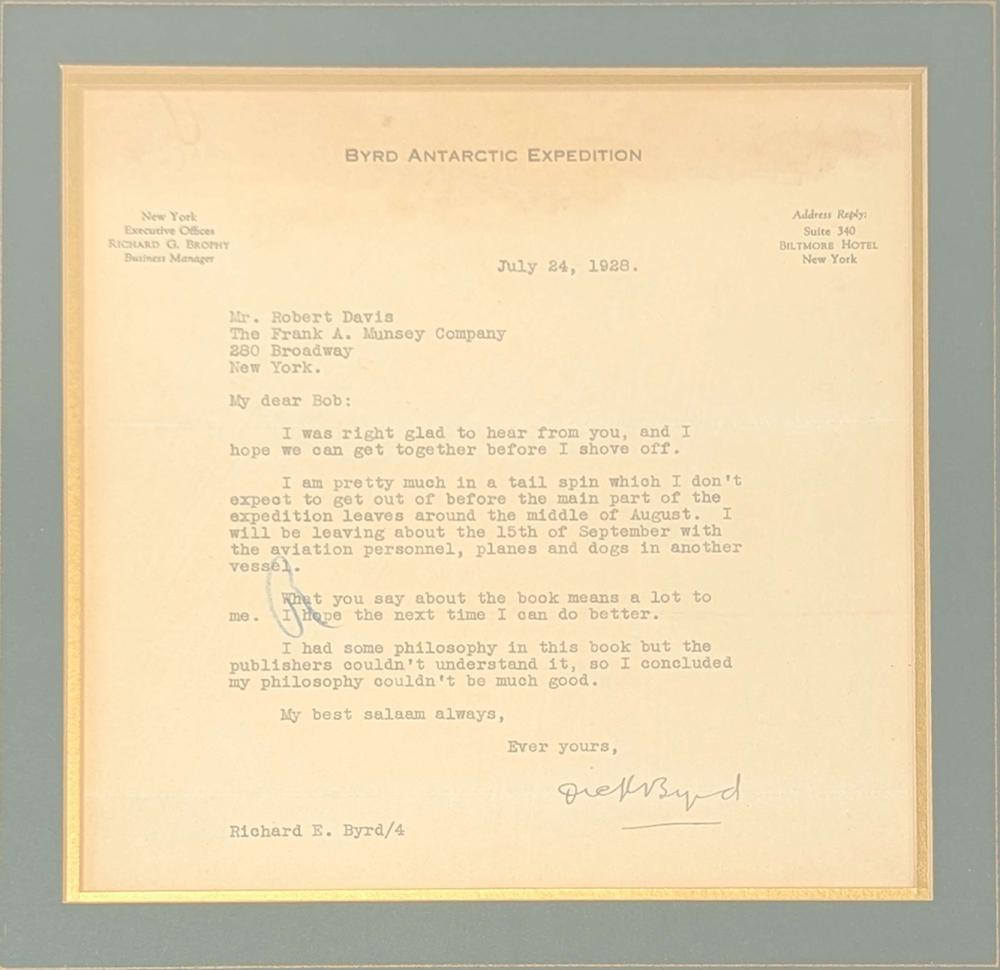 BYRD ANTARCTIC EXPEDITION
New York
Executive Offices
RICHARD G. BROPHY
Business Manager
Address Reply:
Suite 340
BILTMORE HOTEL
New York
July 24, 1928.
Mr. Robert Davis
The Frank A. Munsey Company
280 Broadway
New York.
My dear Bob:
I was right glad to hear from you, and I
hope we can get together before I shove off.
I am pretty much in a tail spin which I don't
expect to get out of before the main part of the
expedition leaves around the middle of August. I
will be leaving about the 15th of September with
the aviation personnel, planes and dogs in another
vessel.
What you say about the book means a lot to
me. I hope the next time I can do better.
I had some philosophy in this book but the
publishers couldn't understand it, so I concluded
my philosophy couldn't be much good.
My best salaam always,
Ever yours,
Dick Byrd
Richard E. Byrd/4